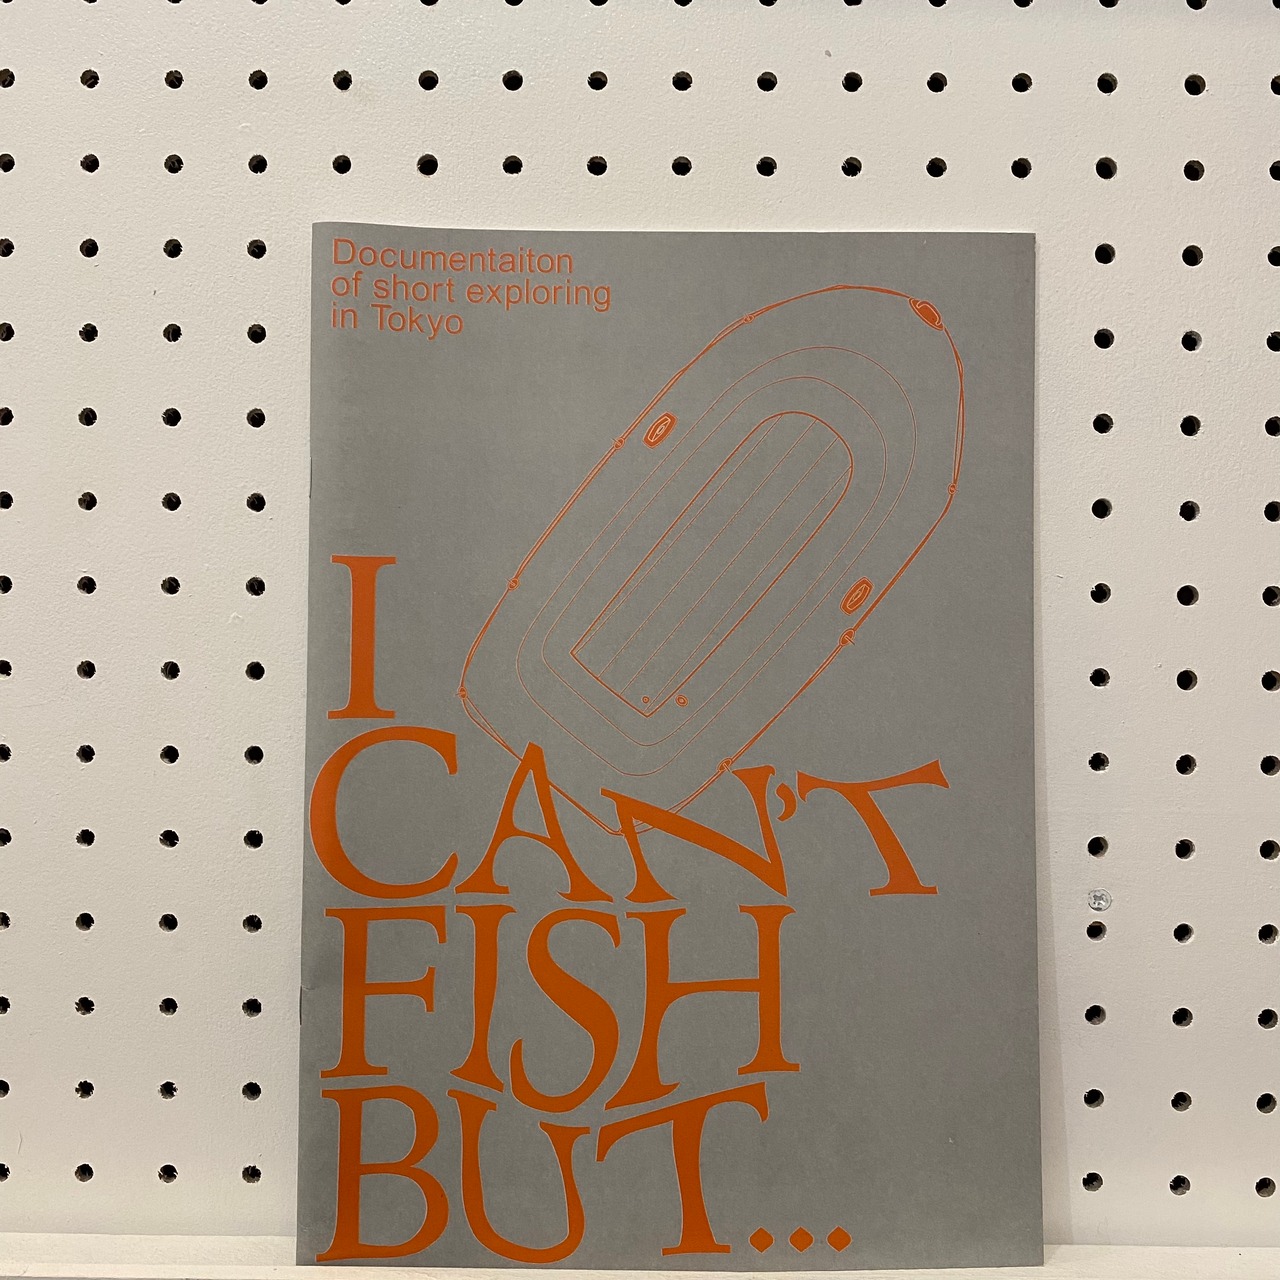 Documentaiton
of short exploring
in Tokyo
I
CAN'T
FISH
BUT...